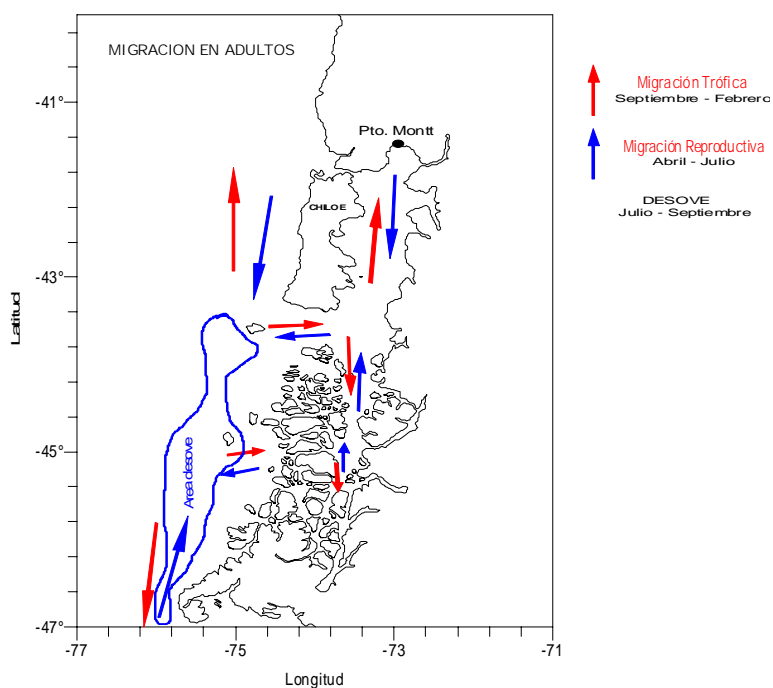 MIGRACION EN ADULTOS
Migración Trófica
Septiembre - Febrero
Migración Reproductiva
Abril - Julio
DESOVE
Julio - Septiembre
-41°
Pto. Montt
CHILOE
-43°
Latitud
-45°
Area desove
-47°
-77
-75
-73
-71
Longitud